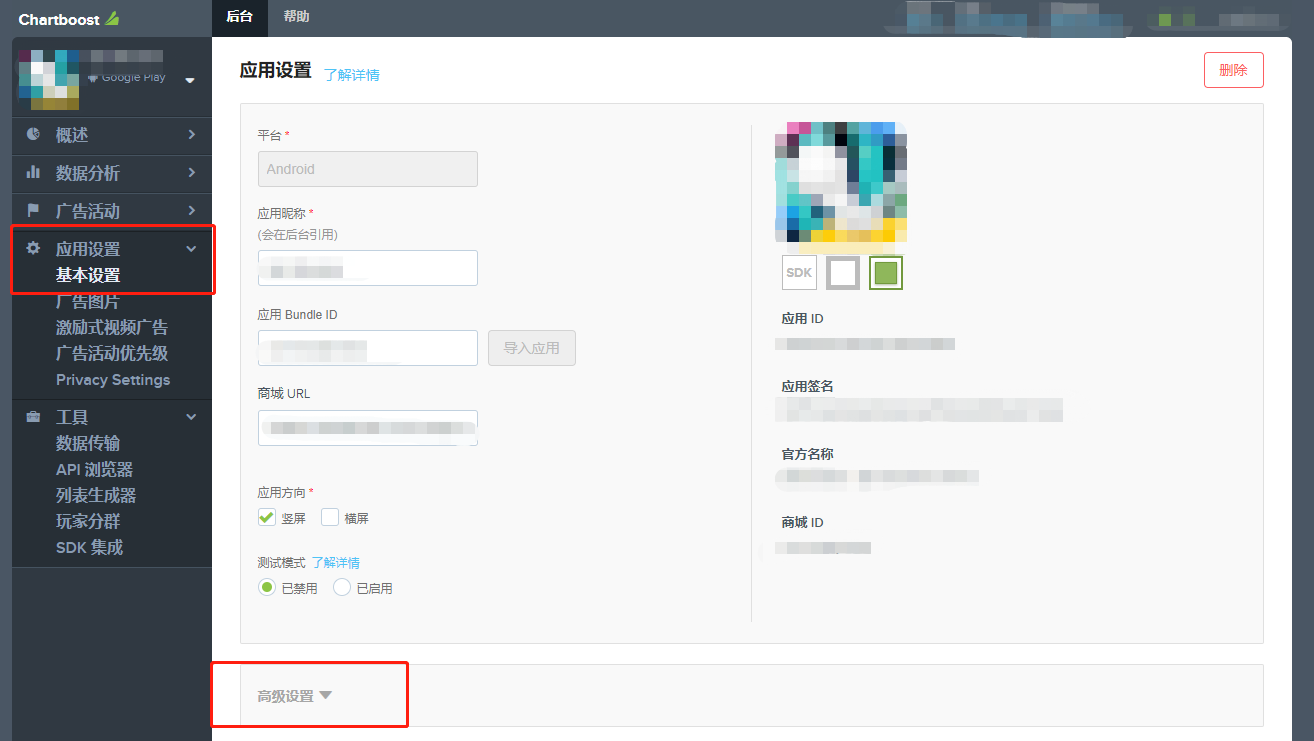 Chartboost
后台
帮助
Google Play
概述
数据分析
广告活动
应用设置
基本设置
广告图片
激励式视频广告
广告活动优先级
Privacy Settings
工具
数据传输
API 浏览器
列表生成器
玩家分群
SDK 集成
应用设置 了解详情
删除
平台 *
Android
应用昵称 *
(会在后台引用)
应用 Bundle ID
导入应用
商城 URL
应用方向 *
竖屏 横屏
测试模式 了解详情
已禁用 已启用
SDK
应用 ID
应用签名
官方名称
商城 ID
高级设置